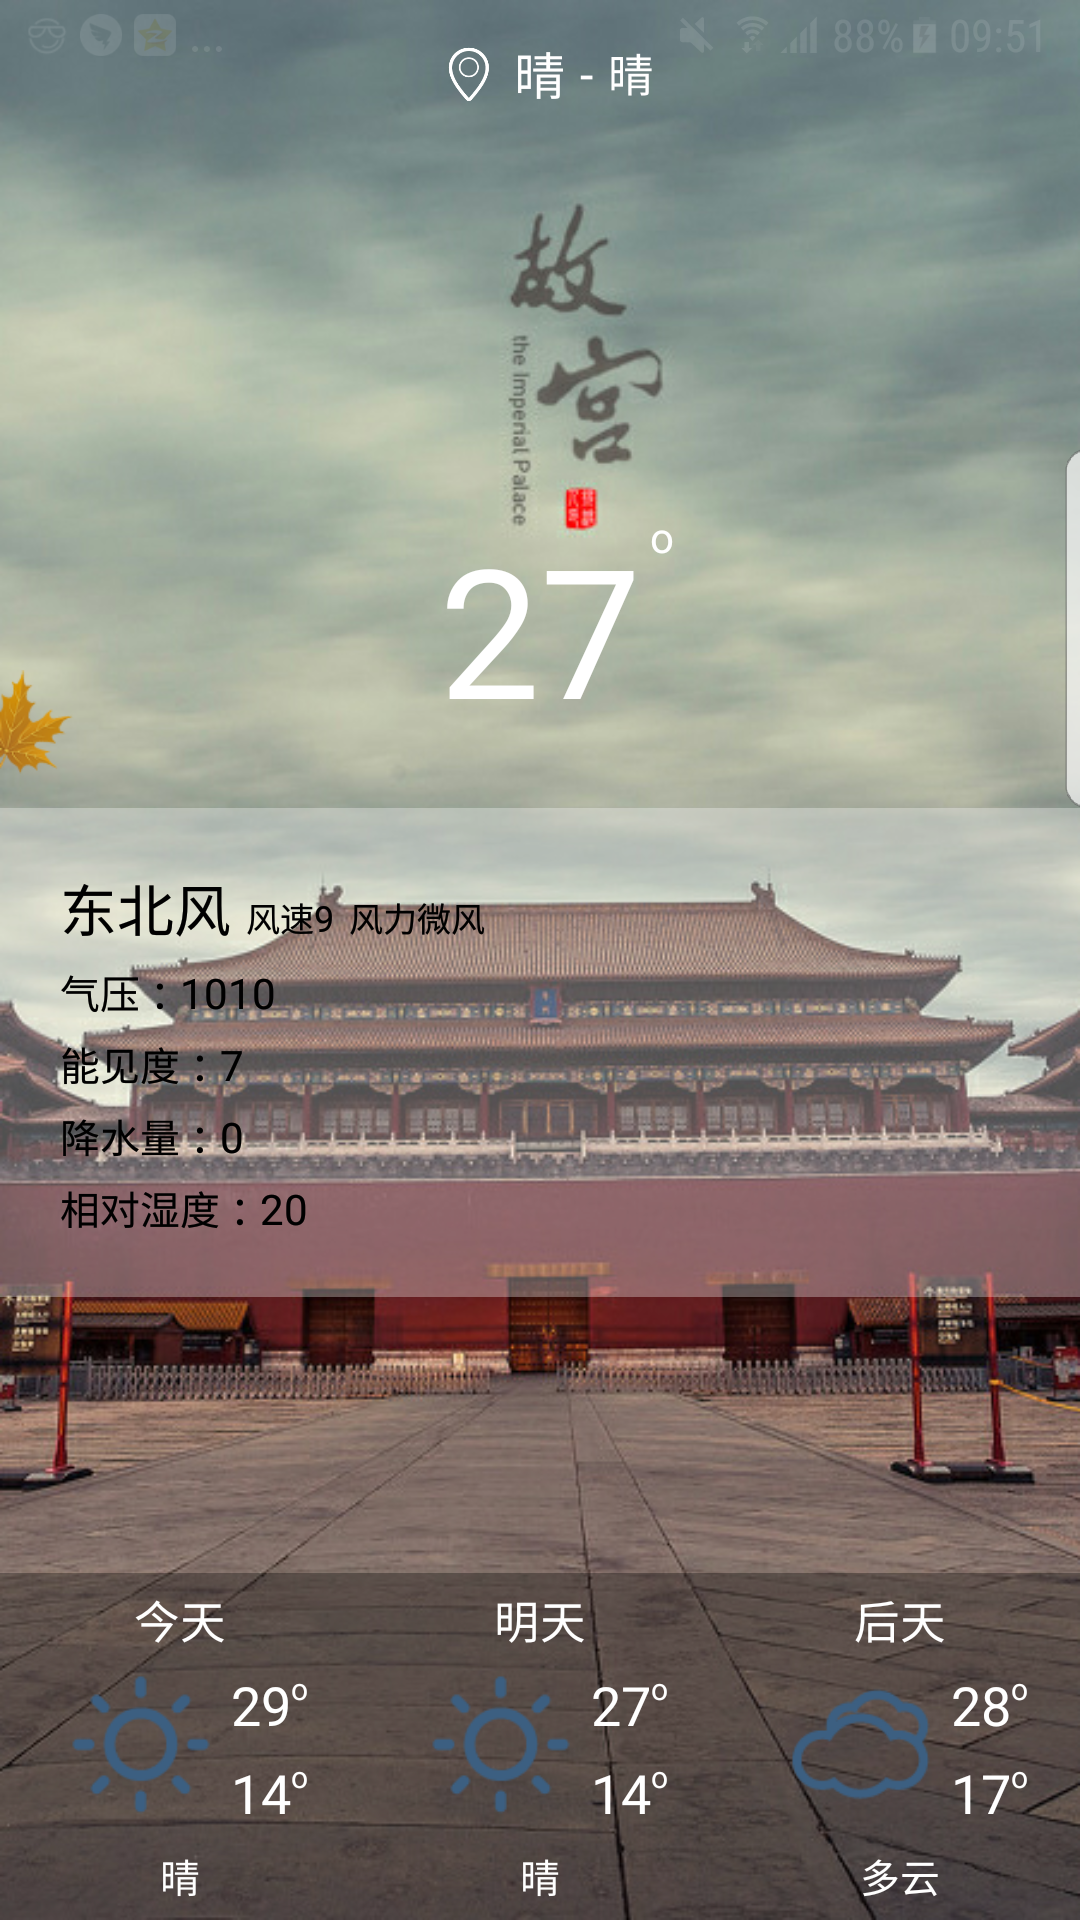 88% 09:51
晴 - 晴
故宫
the Imperial Palace
27°
东北风 风速9 风力微风
气压：1010
能见度：7
降水量：0
相对湿度：20
今天 明天 后天
29° 27° 28°
14° 14° 17°
晴 晴 多云